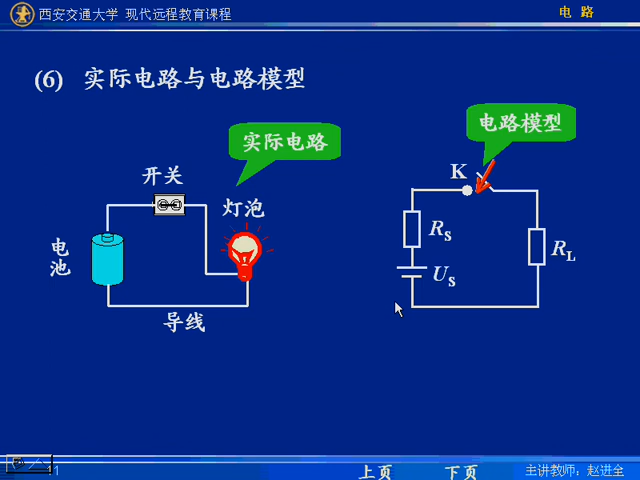 西安交通大学 现代远程教育课程
电 路
(6) 实际电路与电路模型
实际电路
电路模型
开关
灯泡
电池
导线
K
RS
US
RL
上页 下页
主讲教师：赵进全